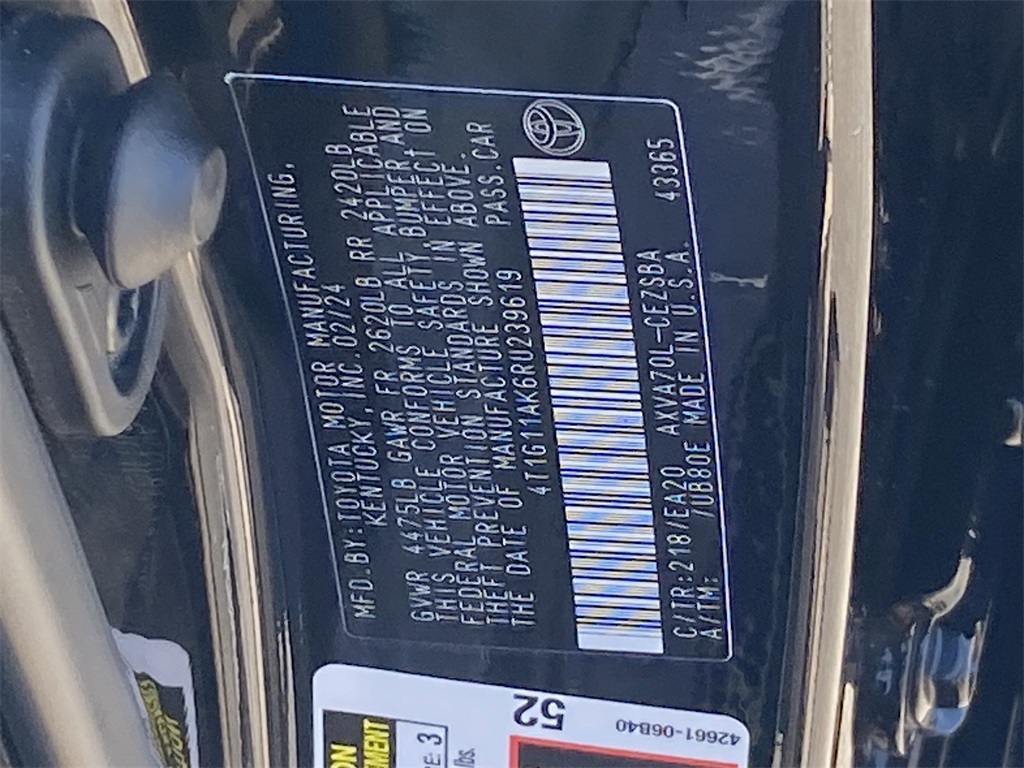 MFD.BY:TOYOTA MOTOR MANUFACTURING,
KENTUCKY, INC.02/24
GVWR 4475LB GAWR FR 2620LB RR 2420LB
THIS VEHICLE CONFORMS TO ALL APPLICABLE
FEDERAL MOTOR VEHICLE SAFETY, BUMPER AND
THEFT PREVENTION STANDARDS IN EFFECT ON
THE DATE OF MANUFACTURE SHOWN ABOVE.
4T1G11AK6RU239619 PASS.CAR
C/TR:218/EA20 AXVA70L-CEZSBA 43365
A/TM: /UB80E MADE IN U.S.A.
52
42661-06B40
3
lbs.